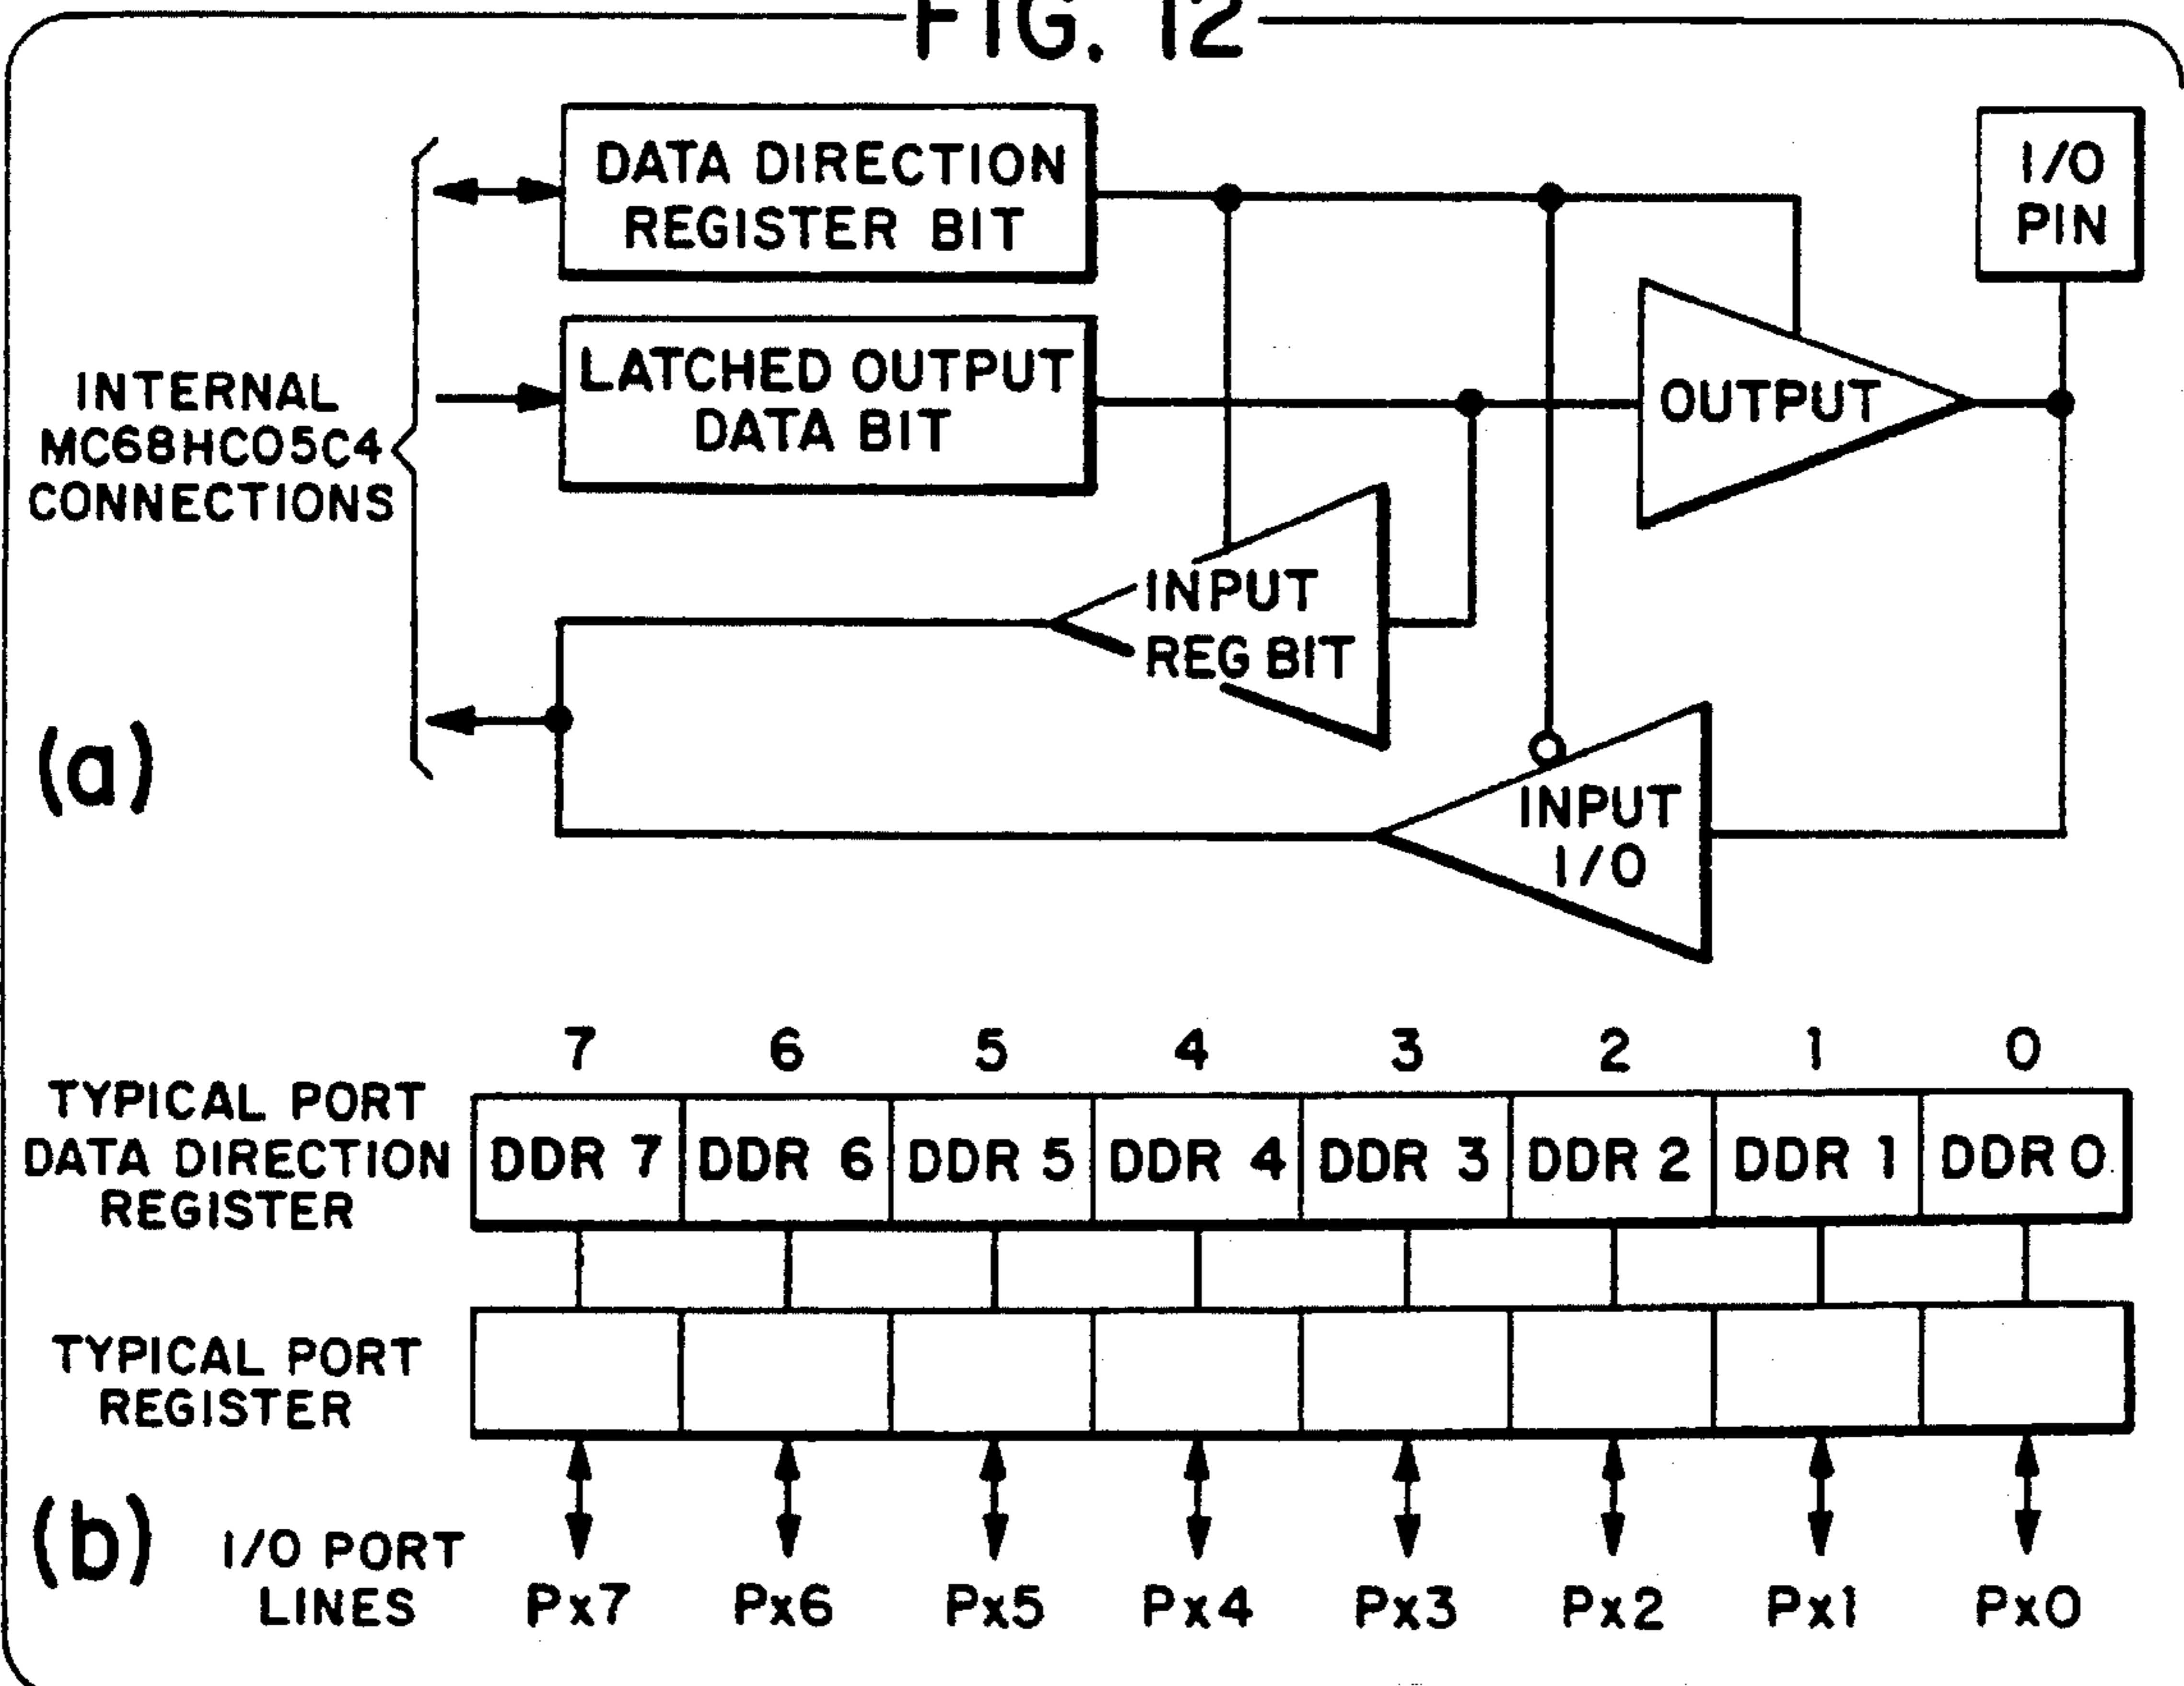 FIG. 12
DATA DIRECTION
REGISTER BIT
I/O
PIN
LATCHED OUTPUT
DATA BIT
OUTPUT
INTERNAL
MC68HC05C4
CONNECTIONS
INPUT
REG BIT
(a)
INPUT
I/O
7 6 5 4 3 2 1 0
TYPICAL PORT
DATA DIRECTION
REGISTER
DDR 7 DDR 6 DDR 5 DDR 4 DDR 3 DDR 2 DDR 1 DDR 0
TYPICAL PORT
REGISTER
(b)
I/O PORT
LINES
Px7 Px6 Px5 Px4 Px3 Px2 Px1 Px0